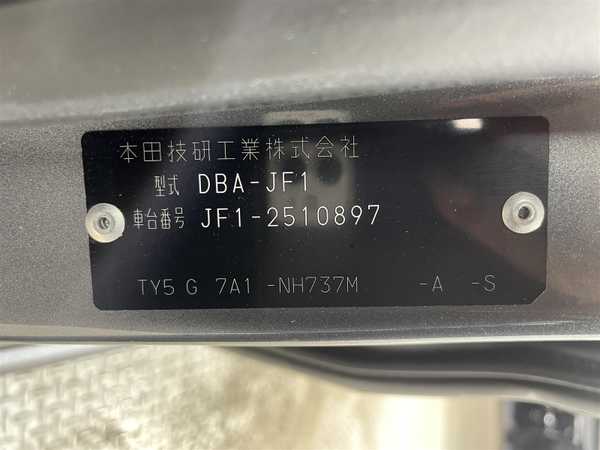 本田技研工業株式会社
型式 DBA-JF1
車台番号 JF1-2510897
TY5 G 7A1 -NH737M -A -S